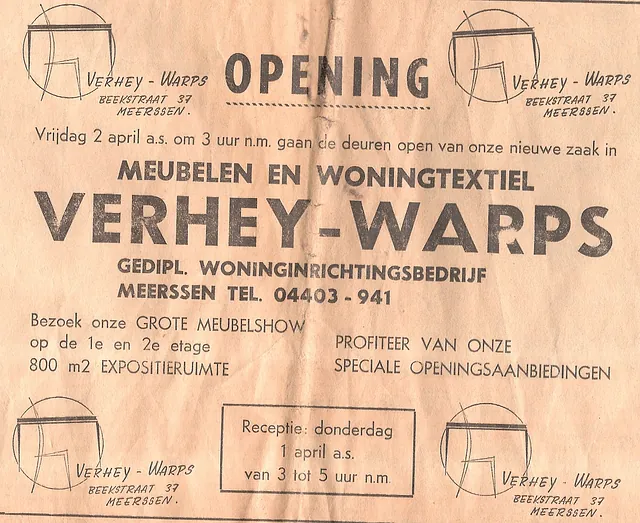 VERHEY - WARPS
BEEKSTRAAT 37
MEERSSEN.
OPENING
VERHEY - WARPS
BEEKSTRAAT 37
MEERSSEN.
Vrijdag 2 april a.s. om 3 uur n.m. gaan de deuren open van onze nieuwe zaak in
MEUBELEN EN WONINGTEXTIEL
VERHEY-WARPS
GEDIPL. WONINGINRICHTINGSBEDRIJF
MEERSSEN TEL. 04403 - 941
Bezoek onze GROTE MEUBELSHOW
op de 1e en 2e etage
800 m2 EXPOSITIERUIMTE
PROFITEER VAN ONZE
SPECIALE OPENINGSAANBIEDINGEN
VERHEY - WARPS
BEEKSTRAAT 37
MEERSSEN.
Receptie: donderdag
1 april a.s.
van 3 tot 5 uur n.m.
VERHEY - WARPS
BEEKSTRAAT 37
MEERSSEN.